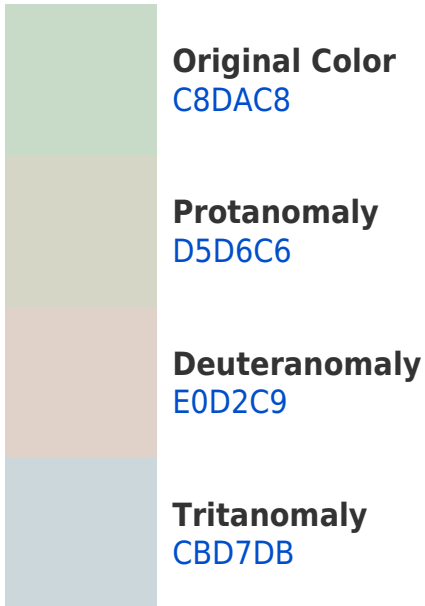 Original Color
C8DAC8
Protanomaly
D5D6C6
Deuteranomaly
E0D2C9
Tritanomaly
CBD7DB